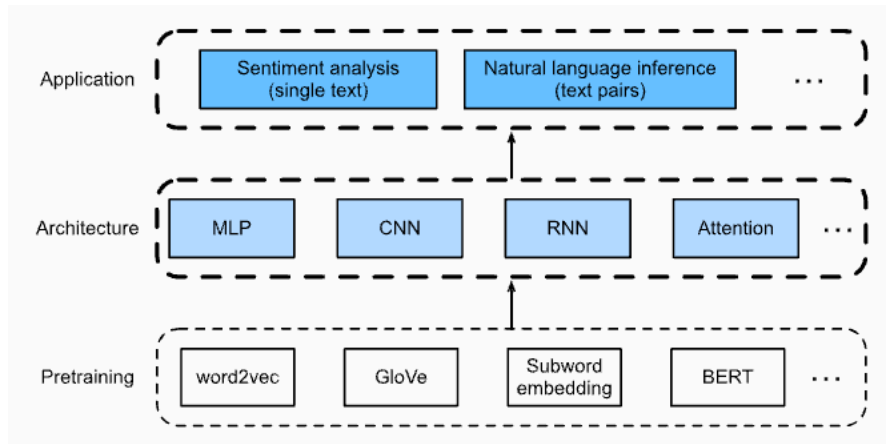 Application
Sentiment analysis
(single text)
Natural language inference
(text pairs)
...
Architecture
MLP
CNN
RNN
Attention
...
Pretraining
word2vec
GloVe
Subword
embedding
BERT
...